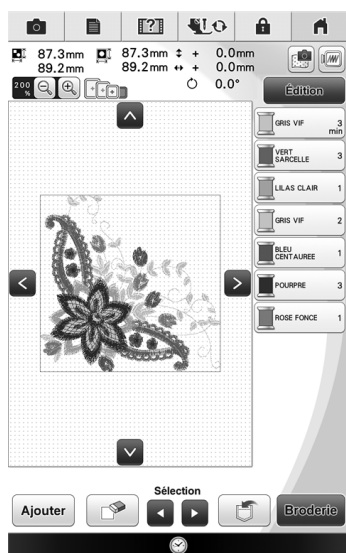 87.3mm 87.3mm + 0.0mm
89.2mm 89.2mm + 0.0mm
200 % 0.0°
Édition
GRIS VIF 3 min
VERT SARCELLE 3
LILAS CLAIR 1
GRIS VIF 2
BLEU CENTAUREE 1
POURPRE 3
ROSE FONCE 1
Sélection
Ajouter
Broderie